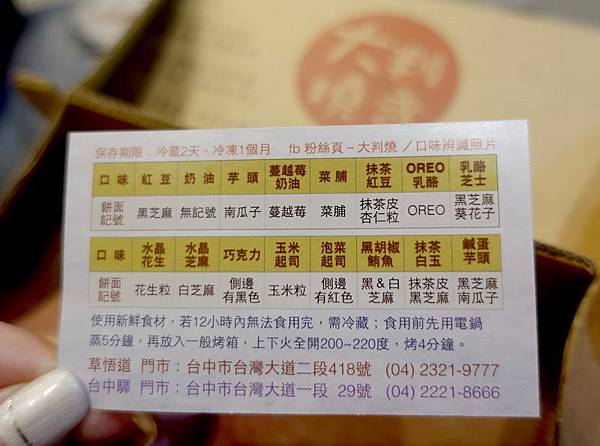 大判燒
保存期限：冷藏2天，冷凍1個月 fb 粉絲頁－大判燒／口味辨識照片
口味 紅豆 奶油 芋頭 蔓越莓奶油 菜脯 抹茶紅豆 OREO乳酪 乳酪芝士
餅面記號 黑芝麻 無記號 南瓜子 蔓越莓 菜脯 抹茶皮杏仁粒 OREO 黑芝麻葵花子
口味 水晶花生 水晶芝麻 巧克力 玉米起司 泡菜起司 黑胡椒鮪魚 抹茶白玉 鹹蛋芋頭
餅面記號 花生粒 白芝麻 側邊有黑色 玉米粒 側邊有紅色 黑&白芝麻 抹茶皮黑芝麻 黑芝麻南瓜子
使用新鮮食材，若12小時內無法食用完，需冷藏；食用前先用電鍋
蒸5分鐘，再放入一般烤箱，上下火全開200~220度，烤4分鐘。
草悟道 門市：台中市台灣大道二段418號 (04) 2321-9777
台中驛 門市：台中市台灣大道一段 29號 (04) 2221-8666